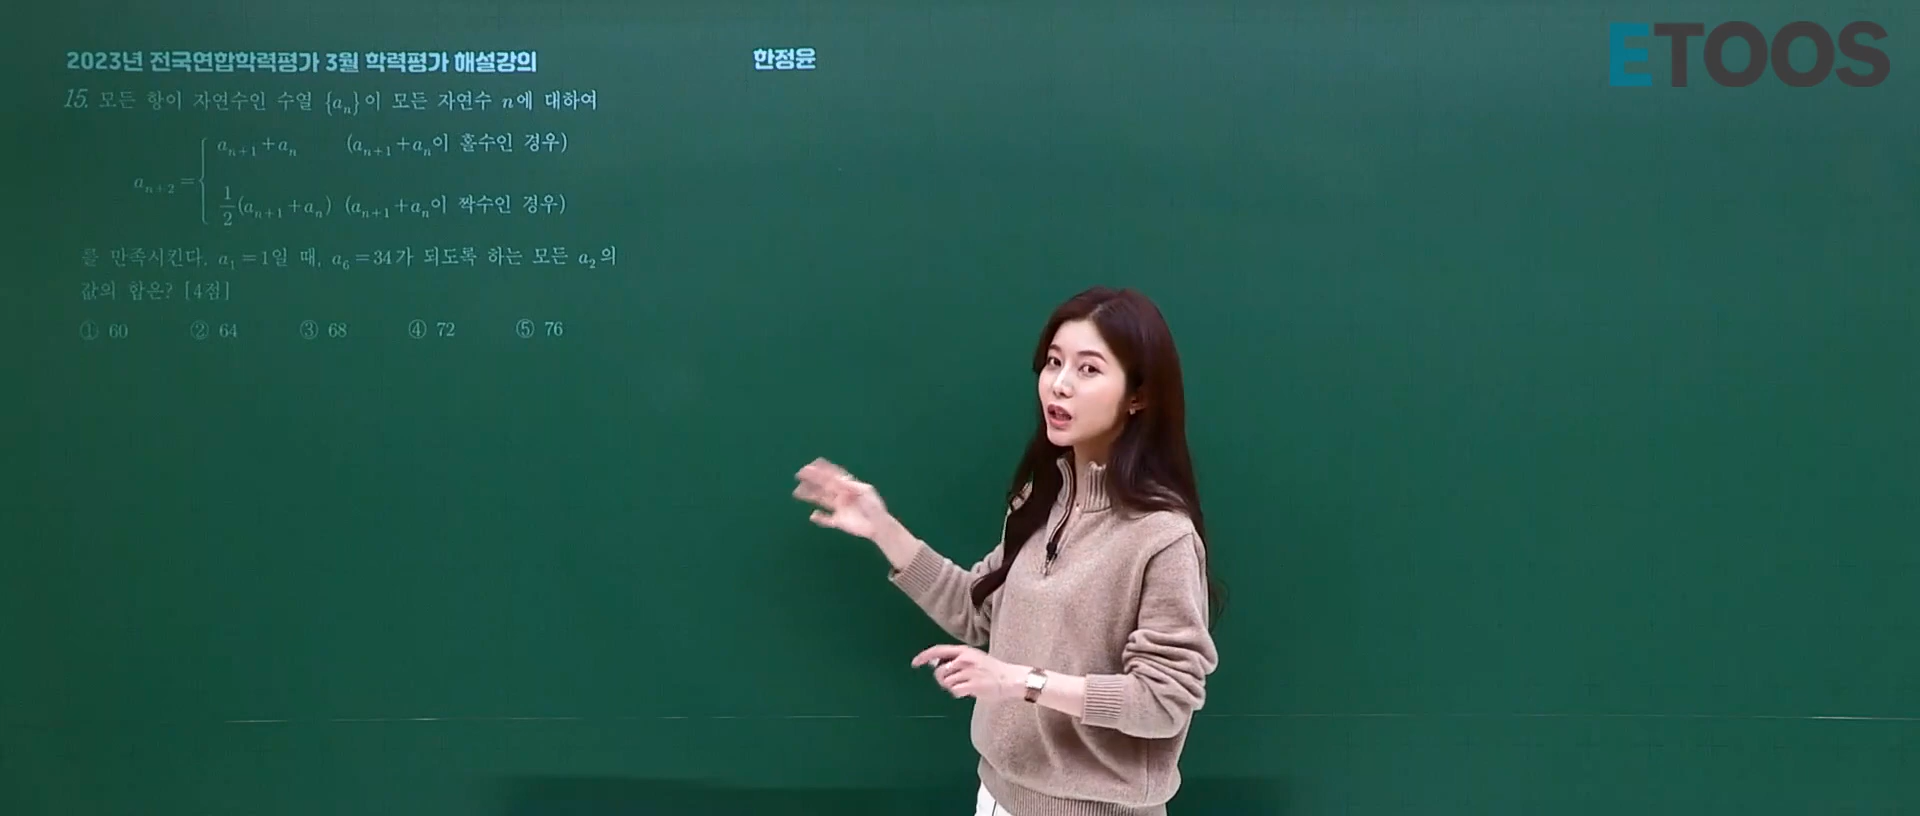 ETOOS
2023년 전국연합학력평가 3월 학력평가 해설강의 한정윤
15. 모든 항이 자연수인 수열 {aₙ}이 모든 자연수 n에 대하여
aₙ₊₂ = { aₙ₊₁+aₙ (aₙ₊₁+aₙ이 홀수인 경우)
1/2(aₙ₊₁+aₙ) (aₙ₊₁+aₙ이 짝수인 경우)
를 만족시킨다. a₁=1일 때, a₆=34가 되도록 하는 모든 a₂의
값의 합은? [4점]
① 60 ② 64 ③ 68 ④ 72 ⑤ 76